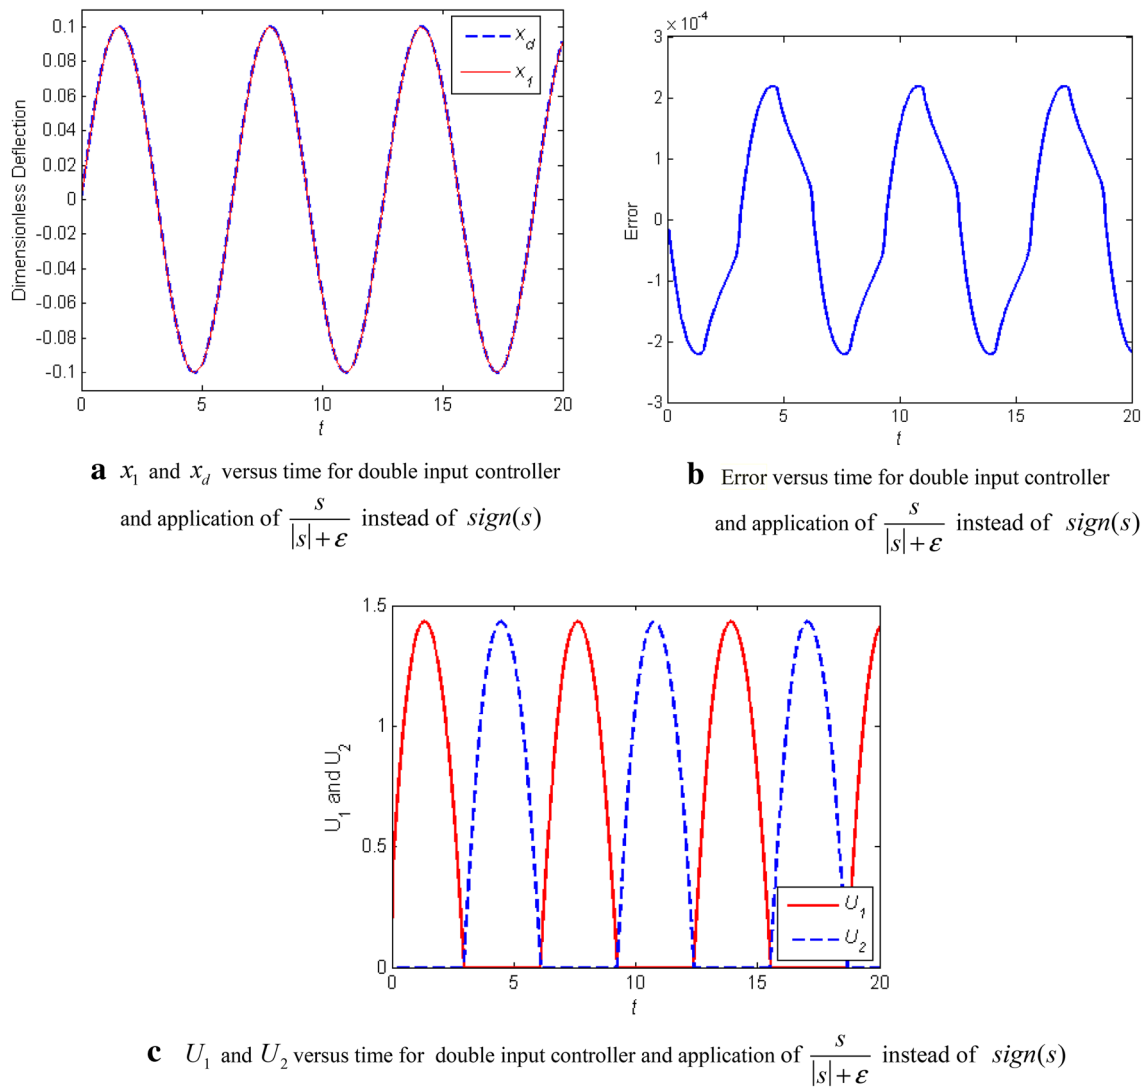 0.1
0.08
0.06
0.04
0.02
0
-0.02
-0.04
-0.06
-0.08
-0.1
Dimensionless Deflection
0 5 10 15 20
t
x_d
x_1
×10^-4
3
2
1
0
-1
-2
-3
Error
0 5 10 15 20
t
a x_1 and x_d versus time for double input controller
and application of s/(|s|+ε) instead of sign(s)
b Error versus time for double input controller
and application of s/(|s|+ε) instead of sign(s)
1.5
1
0.5
0
U_1 and U_2
0 5 10 15 20
t
U_1
U_2
c U_1 and U_2 versus time for double input controller and application of s/(|s|+ε) instead of sign(s)